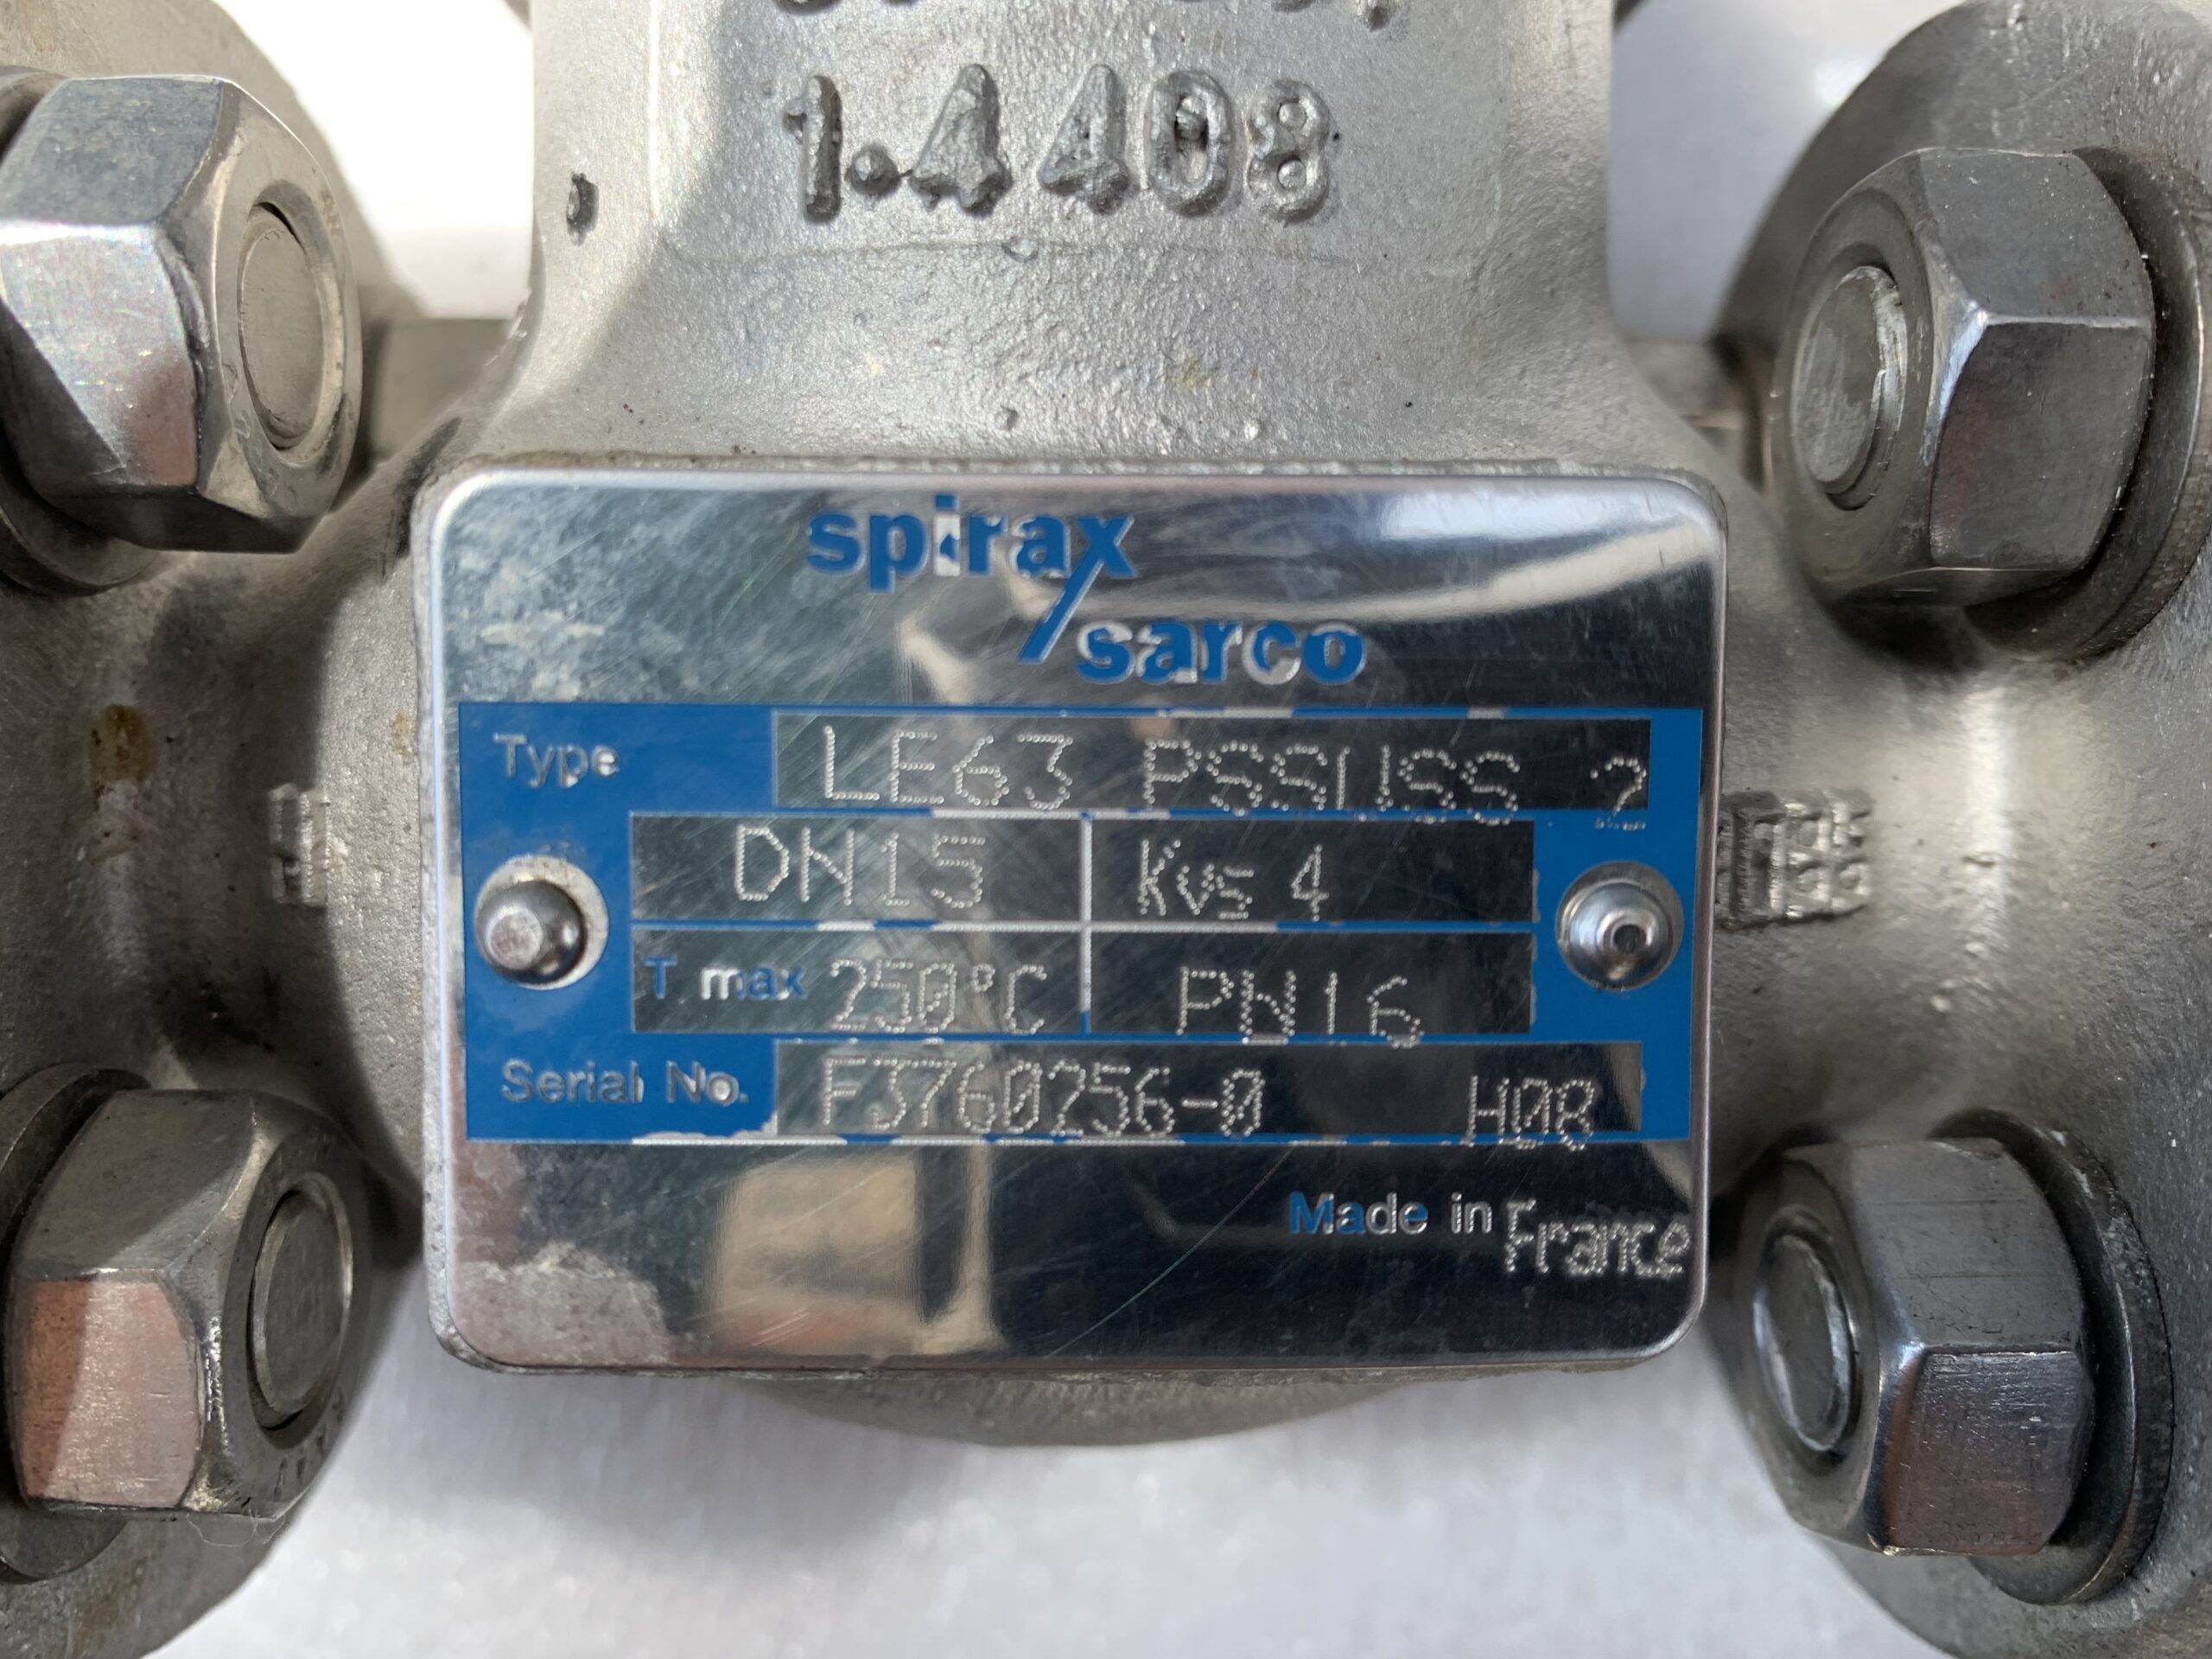 1.4408
spirax
sarco
Type LE63 PSSUSS 2
DN15 Kvs 4
T max 250°C PN16
Serial No. F3760256-0 H08
Made in France